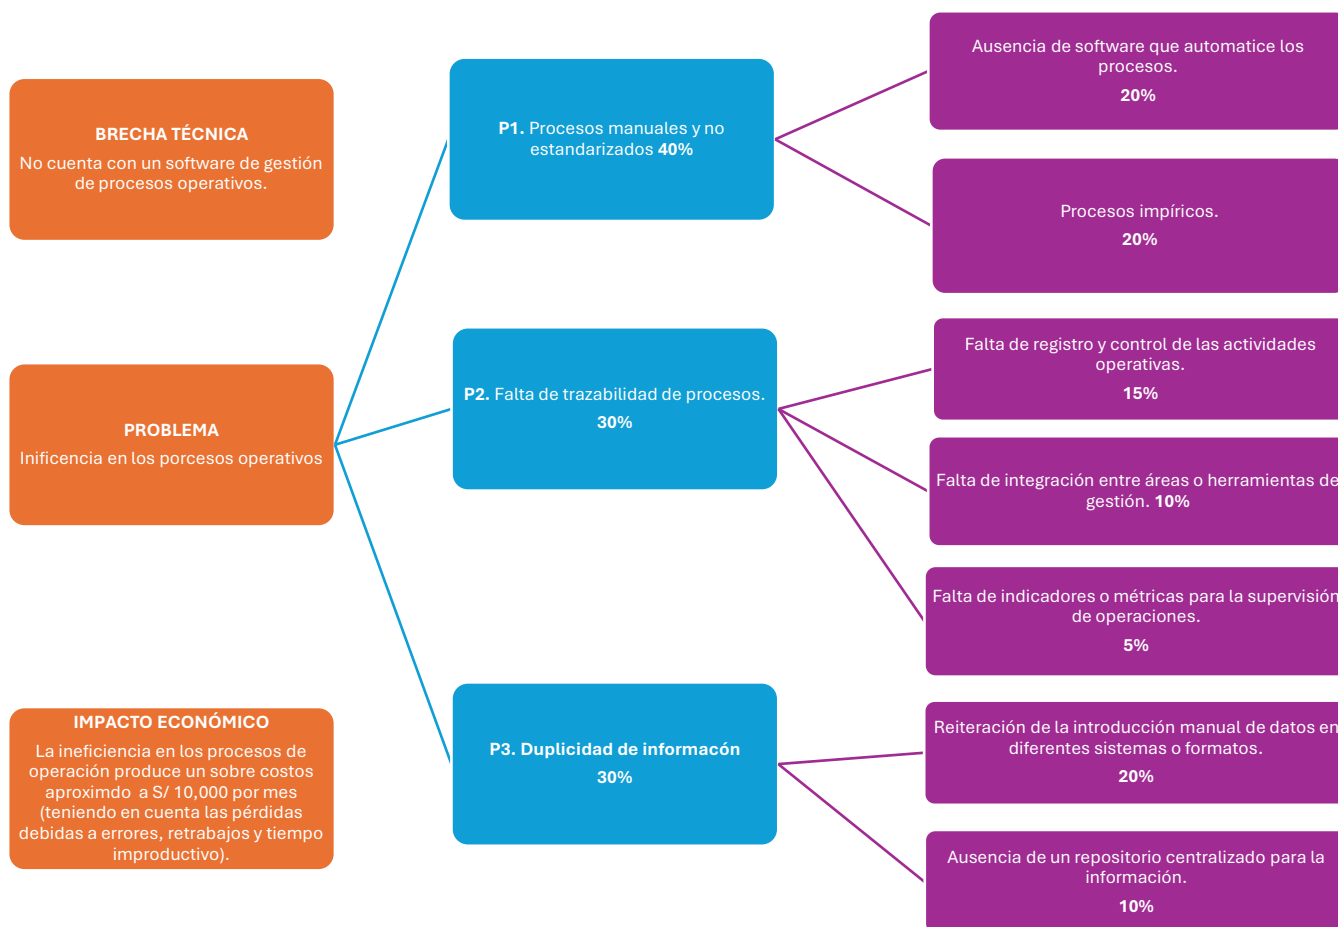 BRECHA TÉCNICA
No cuenta con un software de gestión
de procesos operativos.
PROBLEMA
Inificencia en los porcesos operativos
IMPACTO ECONÓMICO
La ineficiencia en los procesos de
operación produce un sobre costos
aproximdo a S/ 10,000 por mes
(teniendo en cuenta las pérdidas
debidas a errores, retrabajos y tiempo
improductivo).
P1. Procesos manuales y no
estandarizados 40%
P2. Falta de trazabilidad de procesos.
30%
P3. Duplicidad de informacón
30%
Ausencia de software que automatice los
procesos.
20%
Procesos impíricos.
20%
Falta de registro y control de las actividades
operativas.
15%
Falta de integración entre áreas o herramientas de
gestión. 10%
Falta de indicadores o métricas para la supervisión
de operaciones.
5%
Reiteración de la introducción manual de datos en
diferentes sistemas o formatos.
20%
Ausencia de un repositorio centralizado para la
información.
10%